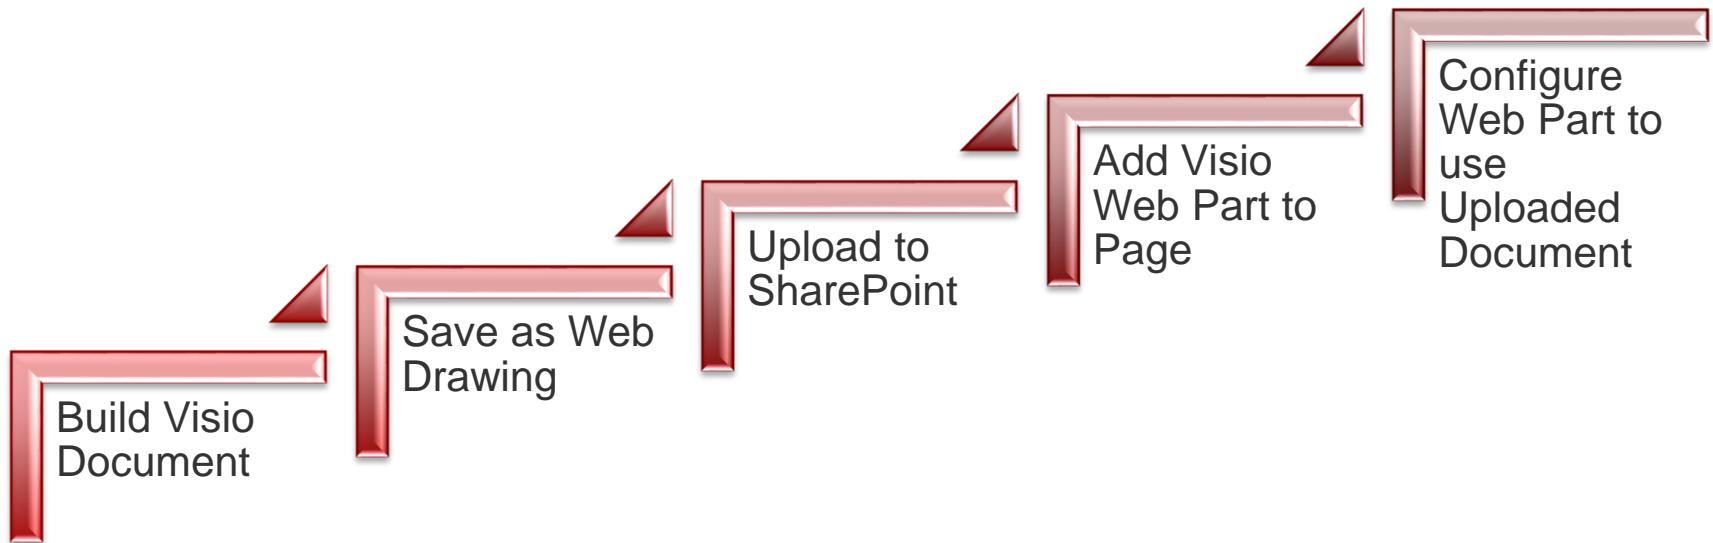 Build Visio
Document
Save as Web
Drawing
Upload to
SharePoint
Add Visio
Web Part to
Page
Configure
Web Part to
use
Uploaded
Document